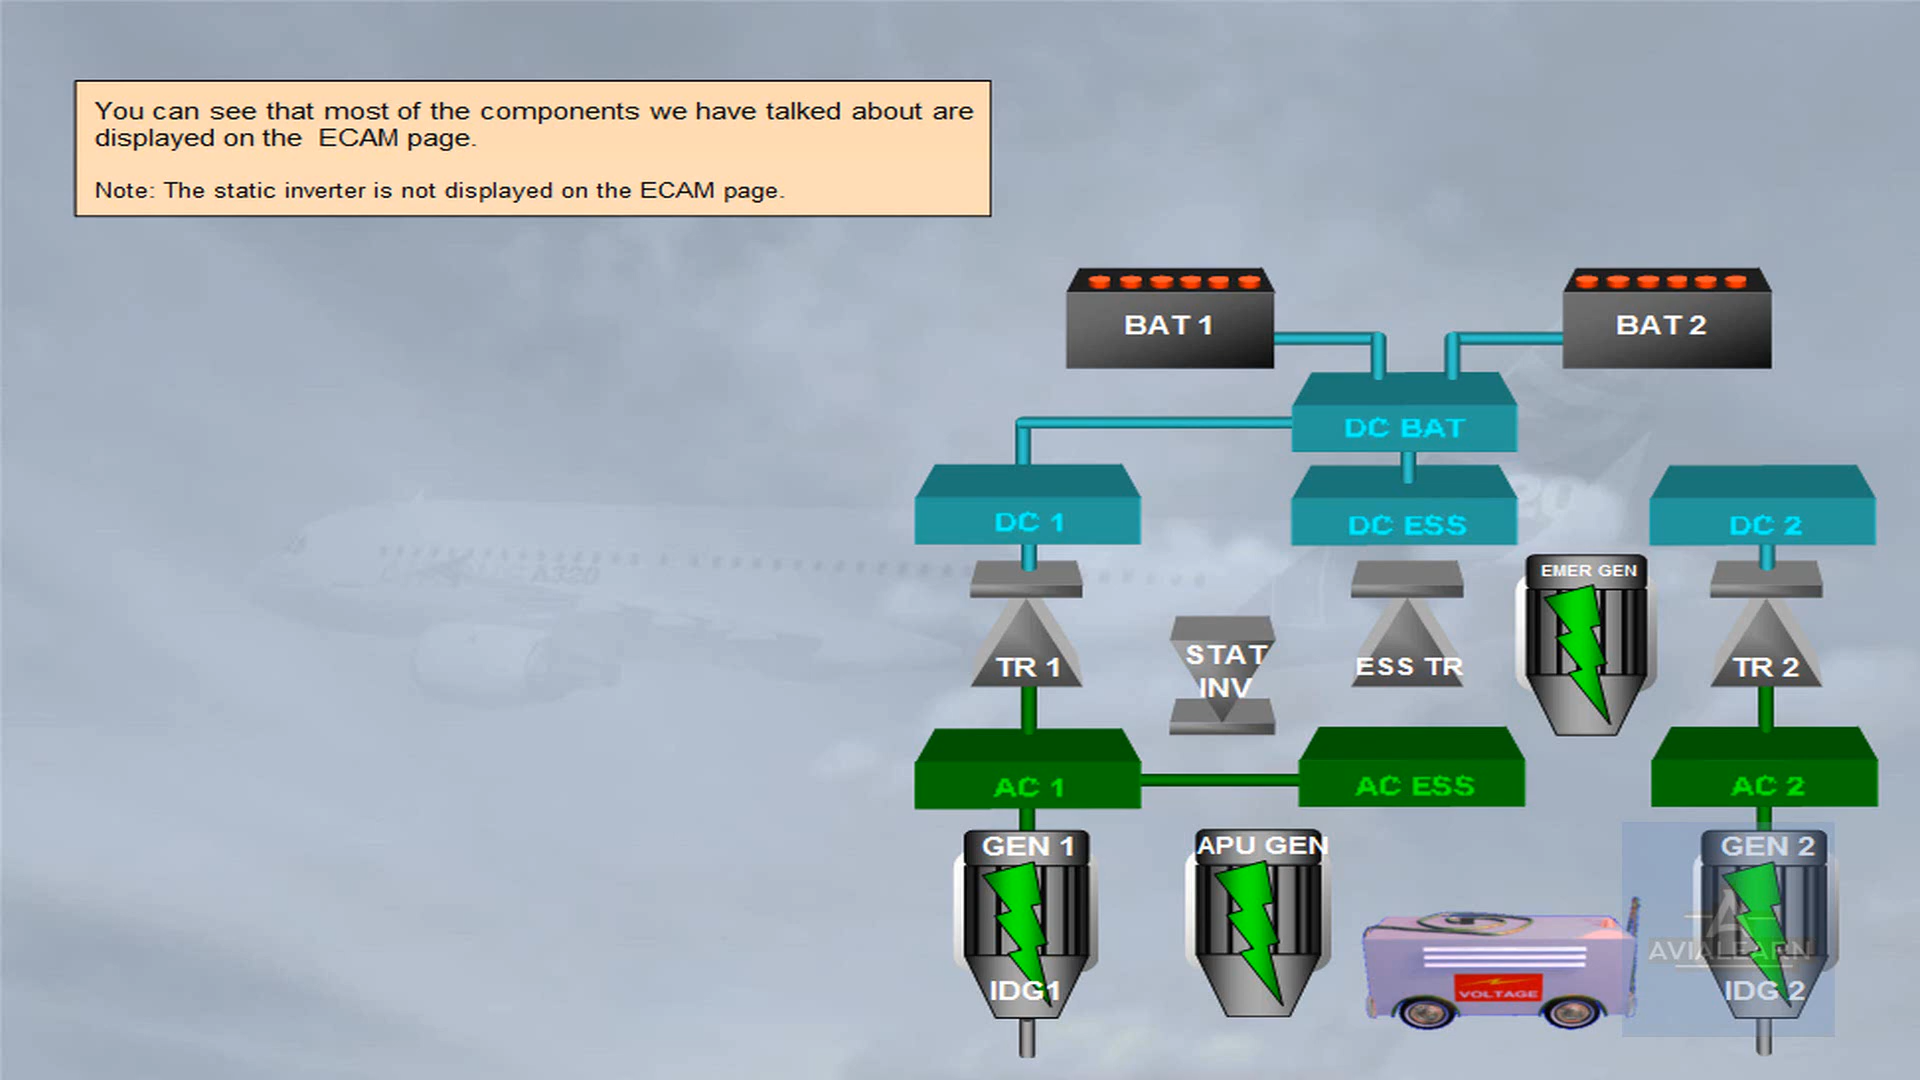 You can see that most of the components we have talked about are
displayed on the ECAM page.
Note: The static inverter is not displayed on the ECAM page.
BAT 1
BAT 2
DC BAT
DC 1
DC ESS
DC 2
20
A320
EMER GEN
TR 1
STAT
INV
ESS TR
TR 2
AC 1
AC ESS
AC 2
GEN 1
APU GEN
GEN 2
AVIALEARN
VOLTAGE
IDG1
IDG 2